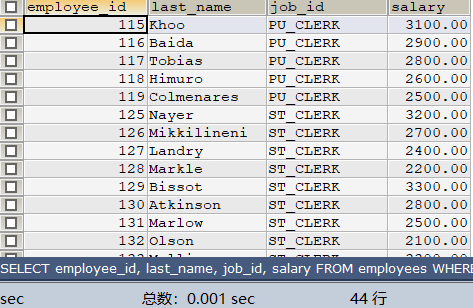 employee_id last_name job_id salary
115 Khoo PU_CLERK 3100.00
116 Baida PU_CLERK 2900.00
117 Tobias PU_CLERK 2800.00
118 Himuro PU_CLERK 2600.00
119 Colmenares PU_CLERK 2500.00
125 Nayer ST_CLERK 3200.00
126 Mikkilineni ST_CLERK 2700.00
127 Landry ST_CLERK 2400.00
128 Markle ST_CLERK 2200.00
129 Bissot ST_CLERK 3300.00
130 Atkinson ST_CLERK 2800.00
131 Marlow ST_CLERK 2500.00
132 Olson ST_CLERK 2100.00
SELECT employee_id, last_name, job_id, salary FROM employees WHERE
sec 总数: 0.001 sec 44 行